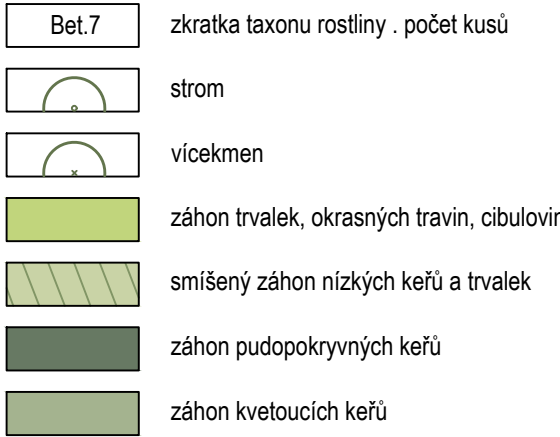 Bet.7 zkratka taxonu rostliny . počet kusů
strom
vícekmen
záhon trvalek, okrasných travin, cibulovin
smíšený záhon nízkých keřů a trvalek
záhon pudopokryvných keřů
záhon kvetoucích keřů